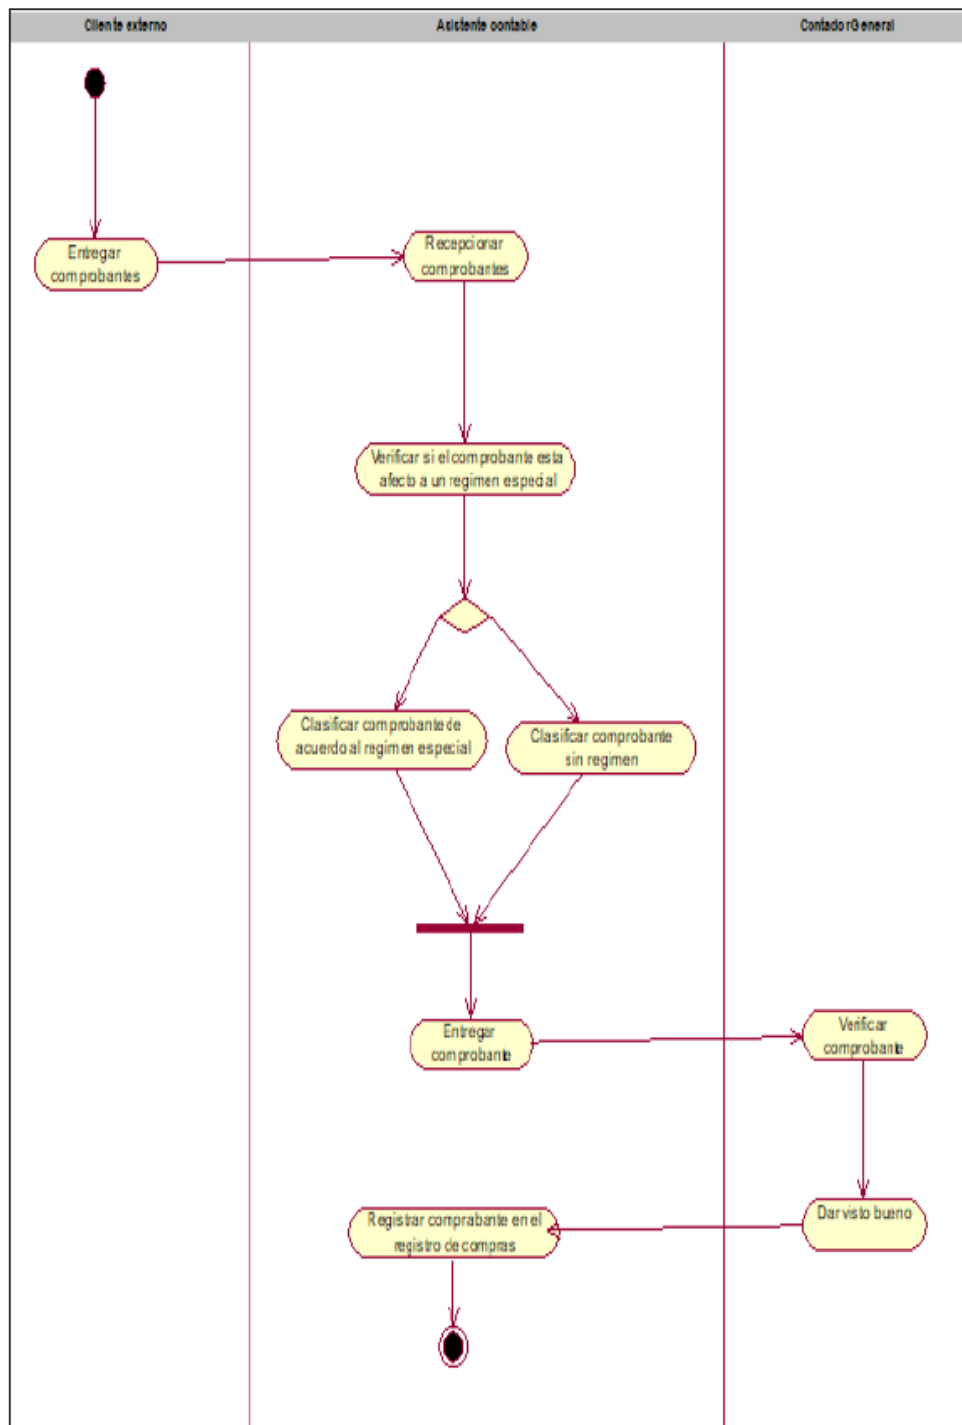 Cliente externo
Asistente contable
ContadorGeneral
Entregar
comprobantes
Recepcionar
comprobantes
Verificar si el comprobante esta
afecto a un regimen especial
Clasificar comprobante de
acuerdo al regimen especial
Clasificar comprobante
sin regimen
Entregar
comprobante
Verificar
comprobante
Dar visto bueno
Registrar comprabante en el
registro de compras